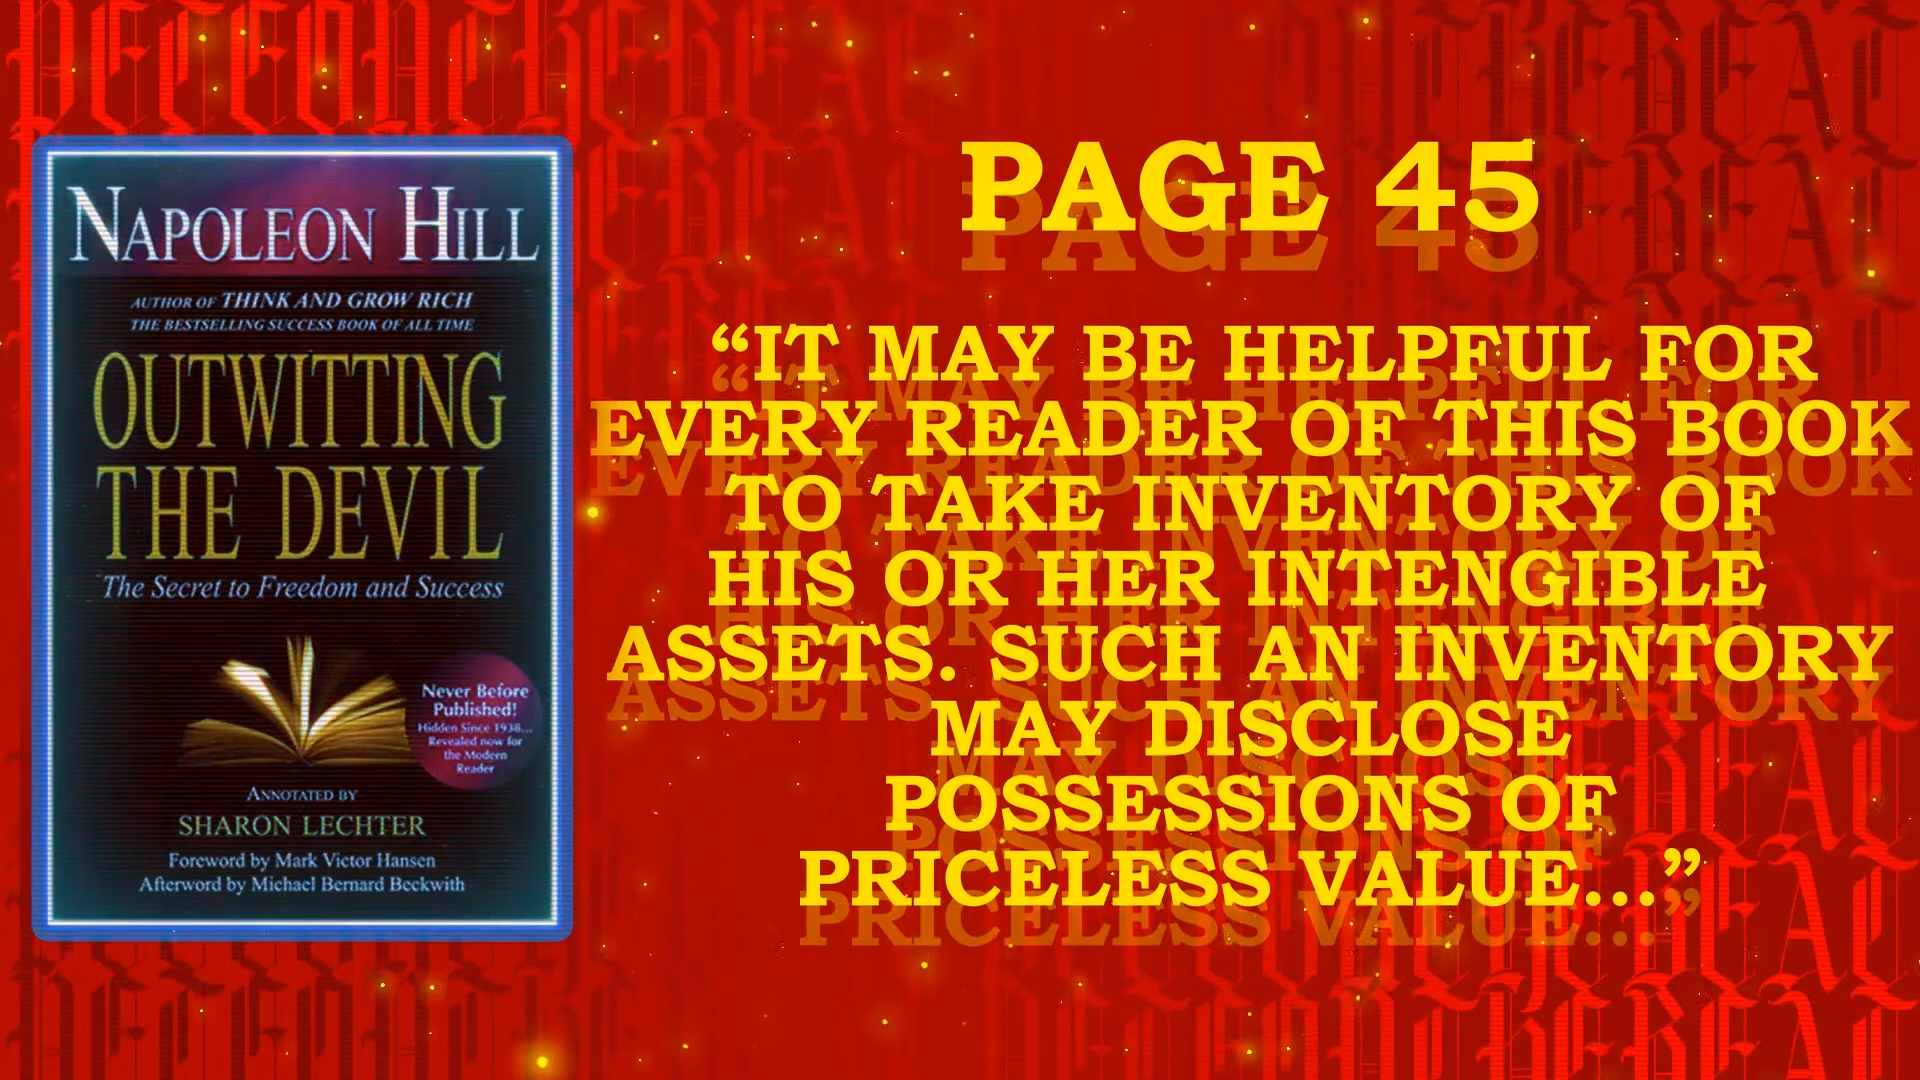 NAPOLEON HILL
AUTHOR OF THINK AND GROW RICH
THE BESTSELLING SUCCESS BOOK OF ALL TIME
OUTWITTING
THE DEVIL
The Secret to Freedom and Success
Never Before
Published!
Hidden Since 1938...
Revealed now for
the Modern
Reader
ANNOTATED BY
SHARON LECHTER
Foreword by Mark Victor Hansen
Afterword by Michael Bernard Beckwith
PAGE 45
“IT MAY BE HELPFUL FOR
EVERY READER OF THIS BOOK
TO TAKE INVENTORY OF
HIS OR HER INTENGIBLE
ASSETS. SUCH AN INVENTORY
MAY DISCLOSE
POSSESSIONS OF
PRICELESS VALUE...”